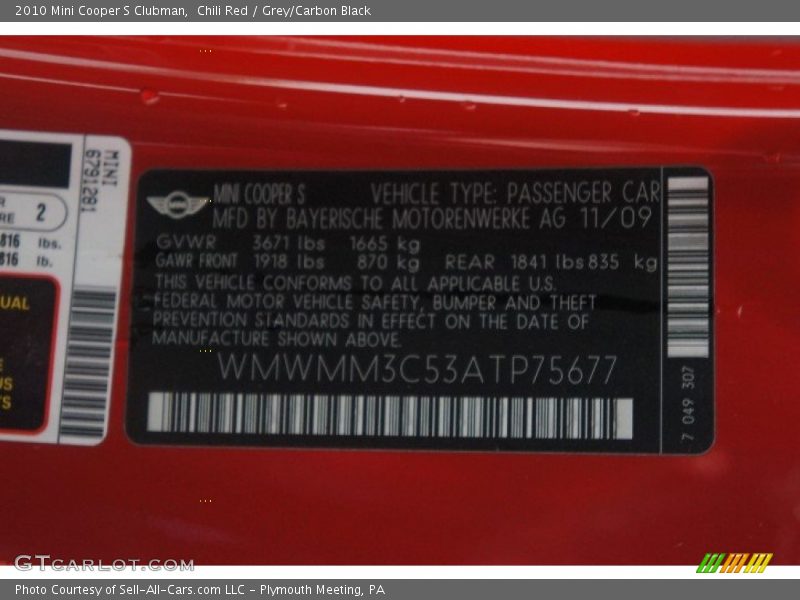 2010 Mini Cooper S Clubman, Chili Red / Grey/Carbon Black
MINI
6791281
2
816 lbs.
816 lb.
MINI COOPER S VEHICLE TYPE: PASSENGER CAR
MFD BY BAYERISCHE MOTORENWERKE AG 11/09
GVWR 3671 lbs 1665 kg
GAWR FRONT 1918 lbs 870 kg REAR 1841 lbs 835 kg
THIS VEHICLE CONFORMS TO ALL APPLICABLE U.S.
FEDERAL MOTOR VEHICLE SAFETY, BUMPER AND THEFT
PREVENTION STANDARDS IN EFFECT ON THE DATE OF
MANUFACTURE SHOWN ABOVE.
WMWMM3C53ATP75677
7 049 307
GTCARLOT.COM
Photo Courtesy of Sell-All-Cars.com LLC - Plymouth Meeting, PA